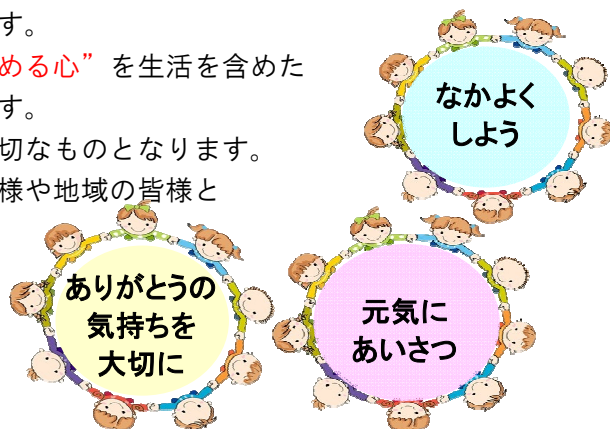 す。
める心”を生活を含めた
す。
切なものとなります。
様や地域の皆様と
なかよく
しよう
ありがとうの
気持ちを
大切に
元気に
あいさつ